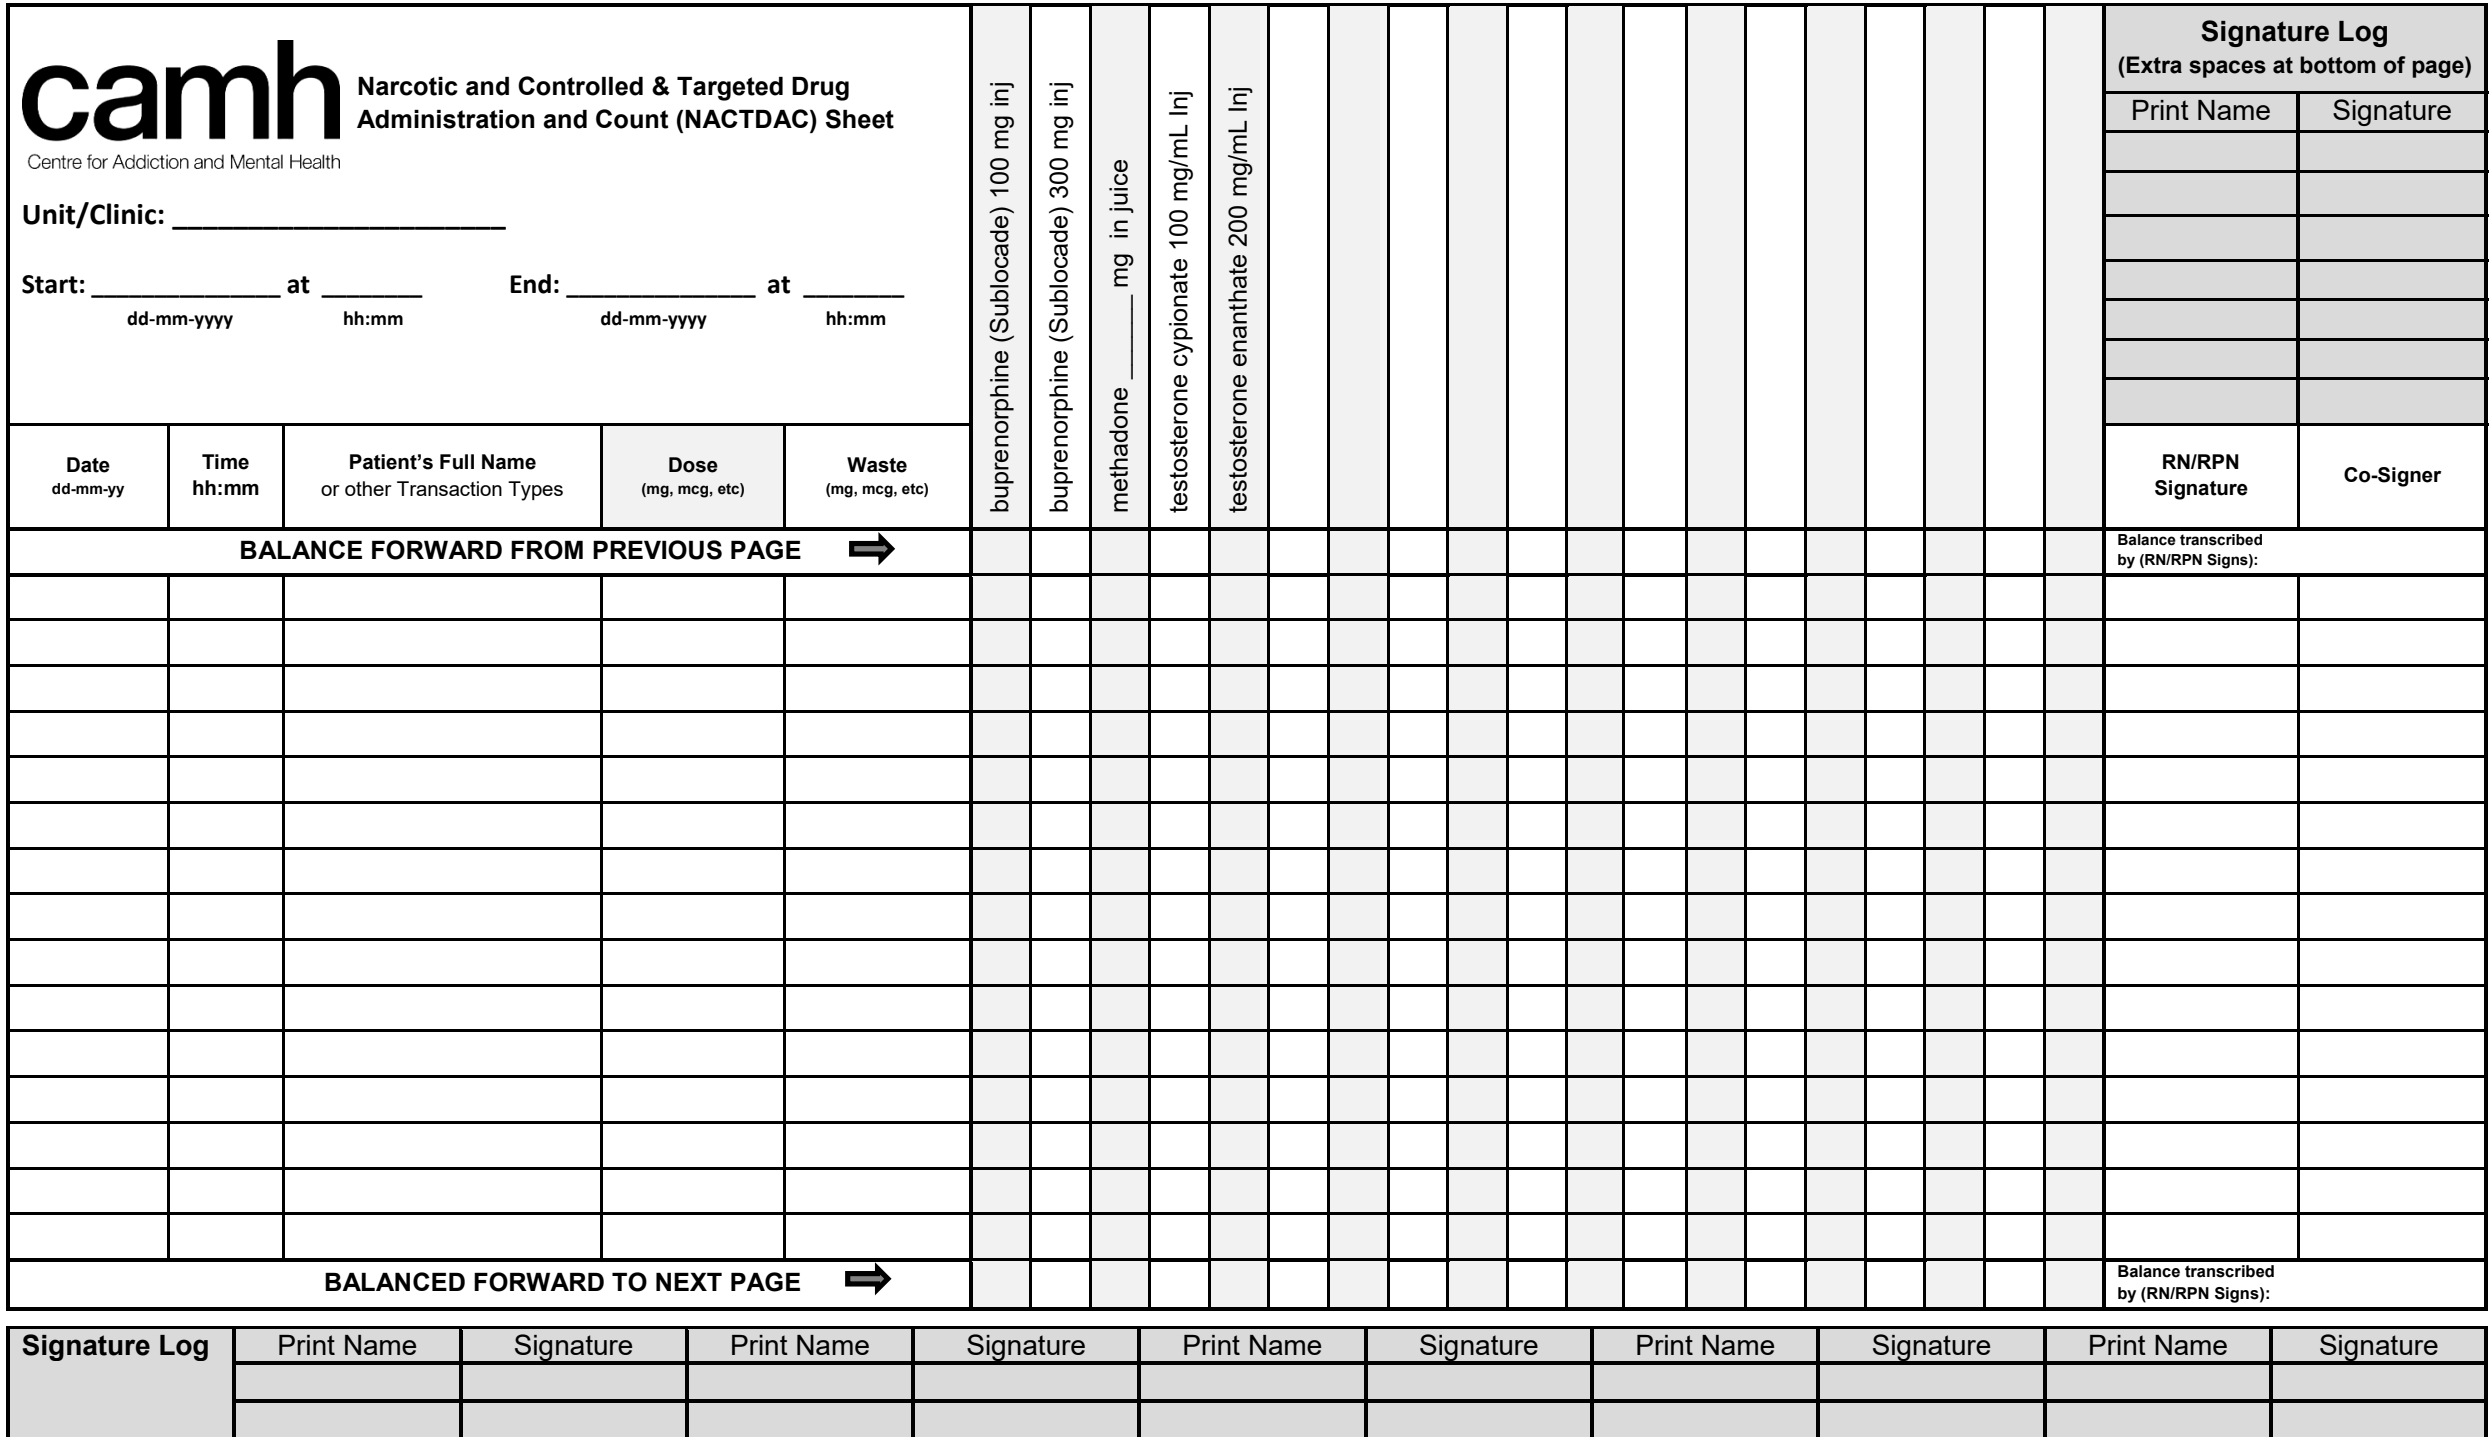 camh
Centre for Addiction and Mental Health
Narcotic and Controlled & Targeted Drug
Administration and Count (NACTDAC) Sheet
Unit/Clinic: ______________________
Start: _______________ at ________ End: _______________ at ________
dd-mm-yyyy hh:mm dd-mm-yyyy hh:mm
buprenorphine (Sublocade) 100 mg inj
buprenorphine (Sublocade) 300 mg inj
methadone ______ mg in juice
testosterone cypionate 100 mg/mL Inj
testosterone enanthate 200 mg/mL Inj
Signature Log
(Extra spaces at bottom of page)
Print Name Signature
Date
dd-mm-yy
Time
hh:mm
Patient's Full Name
or other Transaction Types
Dose
(mg, mcg, etc)
Waste
(mg, mcg, etc)
RN/RPN
Signature
Co-Signer
BALANCE FORWARD FROM PREVIOUS PAGE
Balance transcribed
by (RN/RPN Signs):
BALANCED FORWARD TO NEXT PAGE
Balance transcribed
by (RN/RPN Signs):
Signature Log Print Name Signature Print Name Signature Print Name Signature Print Name Signature Print Name Signature